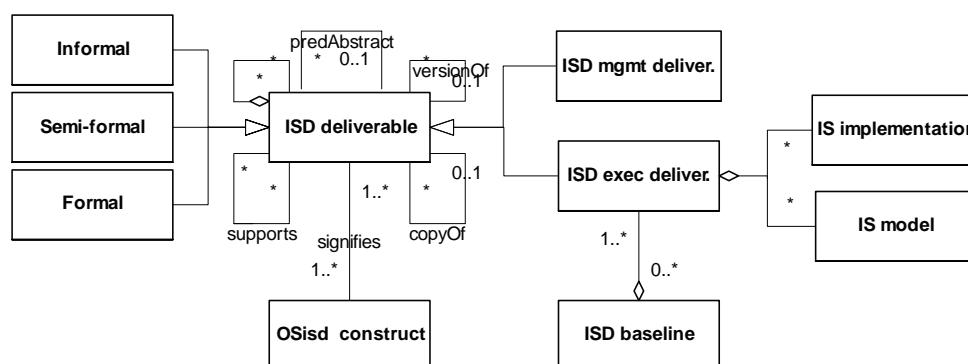 Informal
Semi-formal
Formal
predAbstract
*
*
*
0..1
*
versionOf
0..1
ISD deliverable
*
*
supports
1..*
signifies
1..*
*
0..1
copyOf
OSisd construct
ISD mgmt deliver.
ISD exec deliver.
1..*
0..*
ISD baseline
*
*
IS implementation
IS model